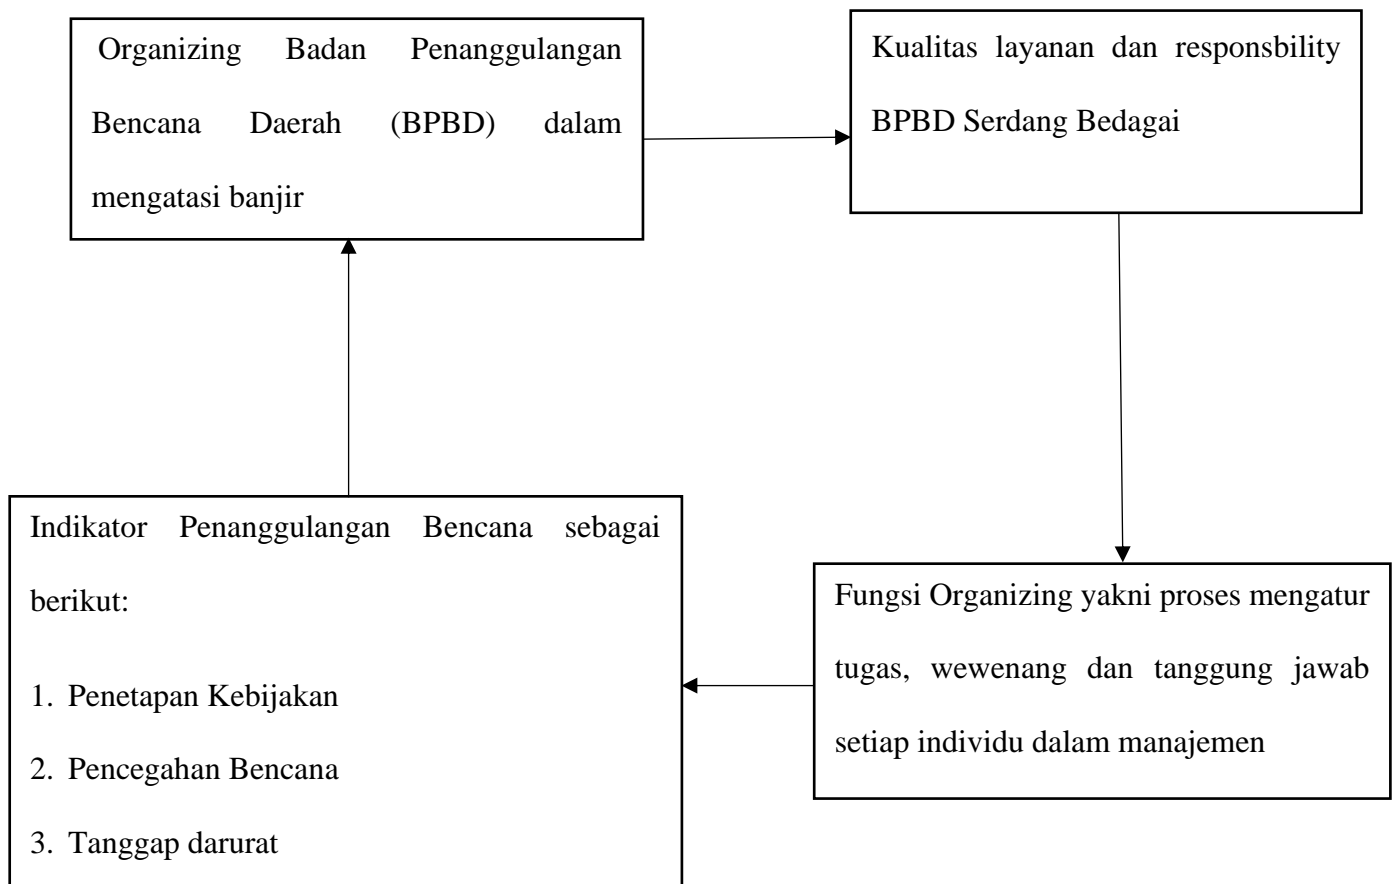 Organizing Badan Penanggulangan
Bencana Daerah (BPBD) dalam
mengatasi banjir
Kualitas layanan dan responsbility
BPBD Serdang Bedagai
Indikator Penanggulangan Bencana sebagai
berikut:
1. Penetapan Kebijakan
2. Pencegahan Bencana
3. Tanggap darurat
Fungsi Organizing yakni proses mengatur
tugas, wewenang dan tanggung jawab
setiap individu dalam manajemen